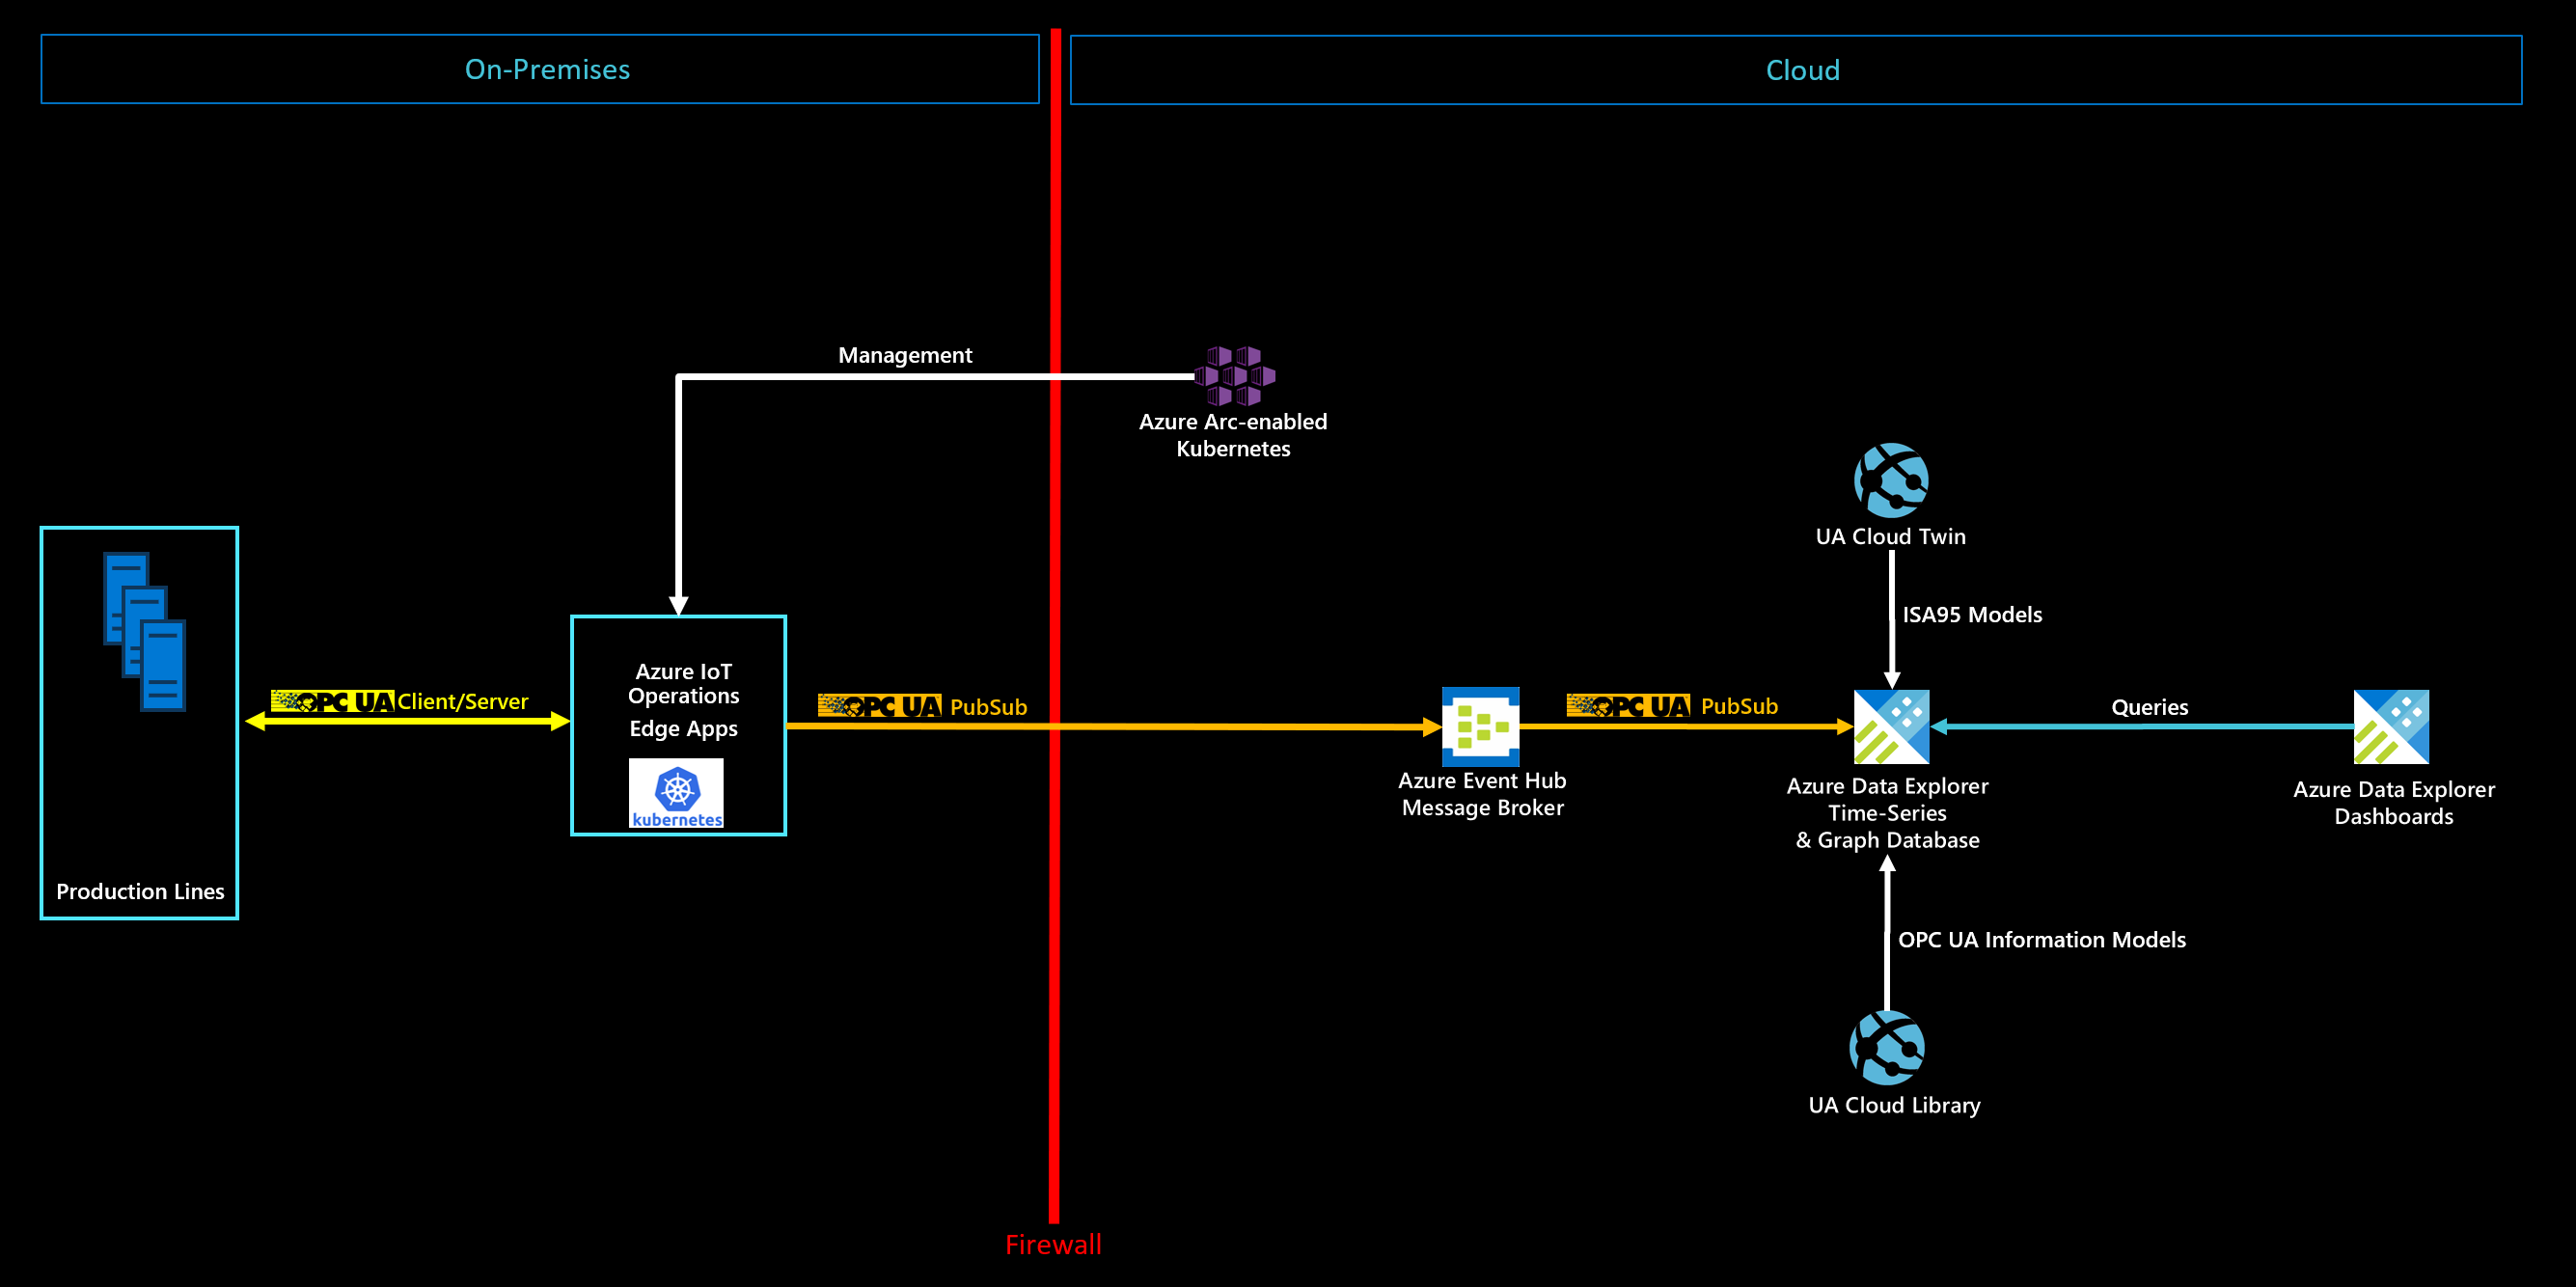 On-Premises
Cloud
Management
Azure Arc-enabled
Kubernetes
UA Cloud Twin
ISA95 Models
Azure IoT
Operations
Edge Apps
kubernetes
OPC UA Client/Server
OPC UA PubSub
OPC UA PubSub
Queries
Azure Event Hub
Message Broker
Azure Data Explorer
Time-Series
& Graph Database
Azure Data Explorer
Dashboards
Production Lines
OPC UA Information Models
UA Cloud Library
Firewall